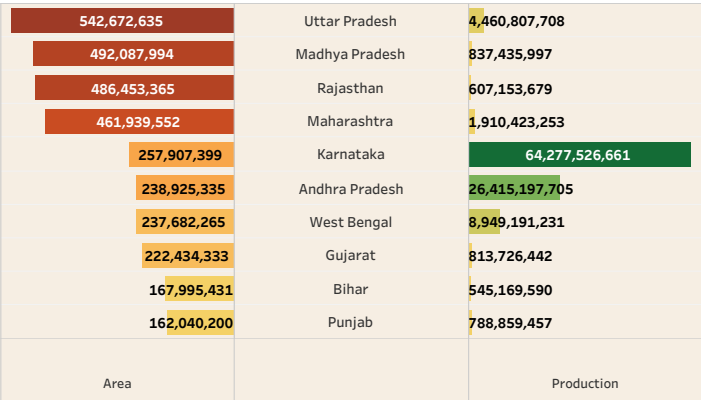 542,672,635 Uttar Pradesh 4,460,807,708
492,087,994 Madhya Pradesh 837,435,997
486,453,365 Rajasthan 607,153,679
461,939,552 Maharashtra 1,910,423,253
257,907,399 Karnataka 64,277,526,661
238,925,335 Andhra Pradesh 26,415,197,705
237,682,265 West Bengal 8,949,191,231
222,434,333 Gujarat 813,726,442
167,995,431 Bihar 545,169,590
162,040,200 Punjab 788,859,457
Area Production